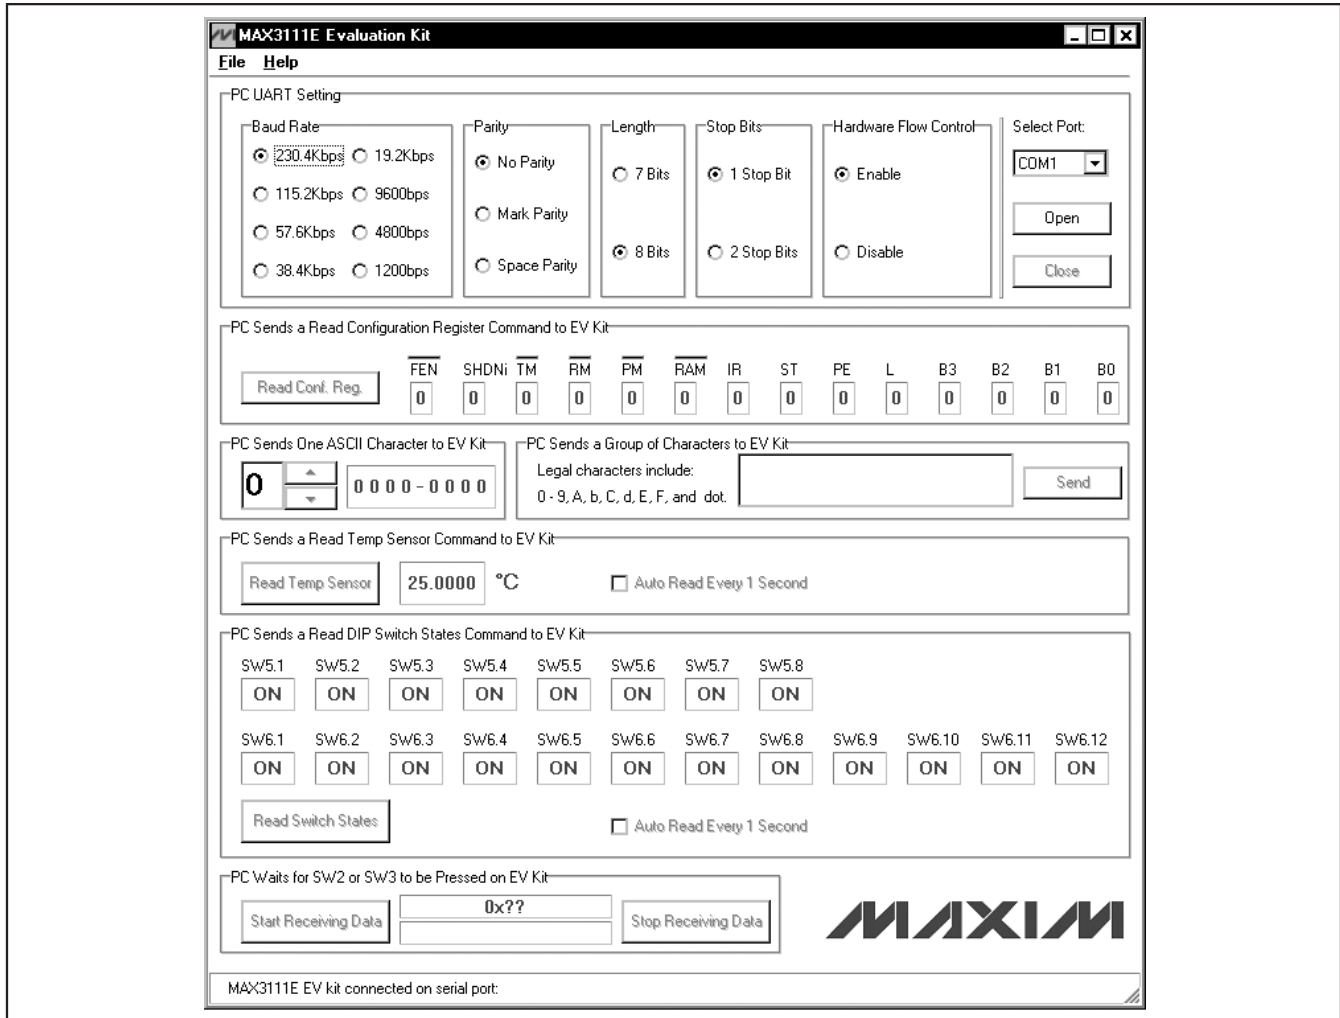 MAX3111E Evaluation Kit
File Help
PC UART Setting
Baud Rate
230.4Kbps 19.2Kbps
115.2Kbps 9600bps
57.6Kbps 4800bps
38.4Kbps 1200bps
Parity
No Parity
Mark Parity
Space Parity
Length
7 Bits
8 Bits
Stop Bits
1 Stop Bit
2 Stop Bits
Hardware Flow Control
Enable
Disable
Select Port:
COM1
Open
Close
PC Sends a Read Configuration Register Command to EV Kit
Read Conf. Reg.
FEN SHDNi TM RM PM RAM IR ST PE L B3 B2 B1 B0
0 0 0 0 0 0 0 0 0 0 0 0 0 0
PC Sends One ASCII Character to EV Kit
0
0 0 0 0 - 0 0 0 0
PC Sends a Group of Characters to EV Kit
Legal characters include:
0 - 9, A, b, C, d, E, F, and dot.
Send
PC Sends a Read Temp Sensor Command to EV Kit
Read Temp Sensor 25.0000 °C Auto Read Every 1 Second
PC Sends a Read DIP Switch States Command to EV Kit
SW5.1 SW5.2 SW5.3 SW5.4 SW5.5 SW5.6 SW5.7 SW5.8
ON ON ON ON ON ON ON ON
SW6.1 SW6.2 SW6.3 SW6.4 SW6.5 SW6.6 SW6.7 SW6.8 SW6.9 SW6.10 SW6.11 SW6.12
ON ON ON ON ON ON ON ON ON ON ON ON
Read Switch States Auto Read Every 1 Second
PC Waits for SW2 or SW3 to be Pressed on EV Kit
Start Receiving Data 0x?? Stop Receiving Data
MAXIM
MAX3111E EV kit connected on serial port: